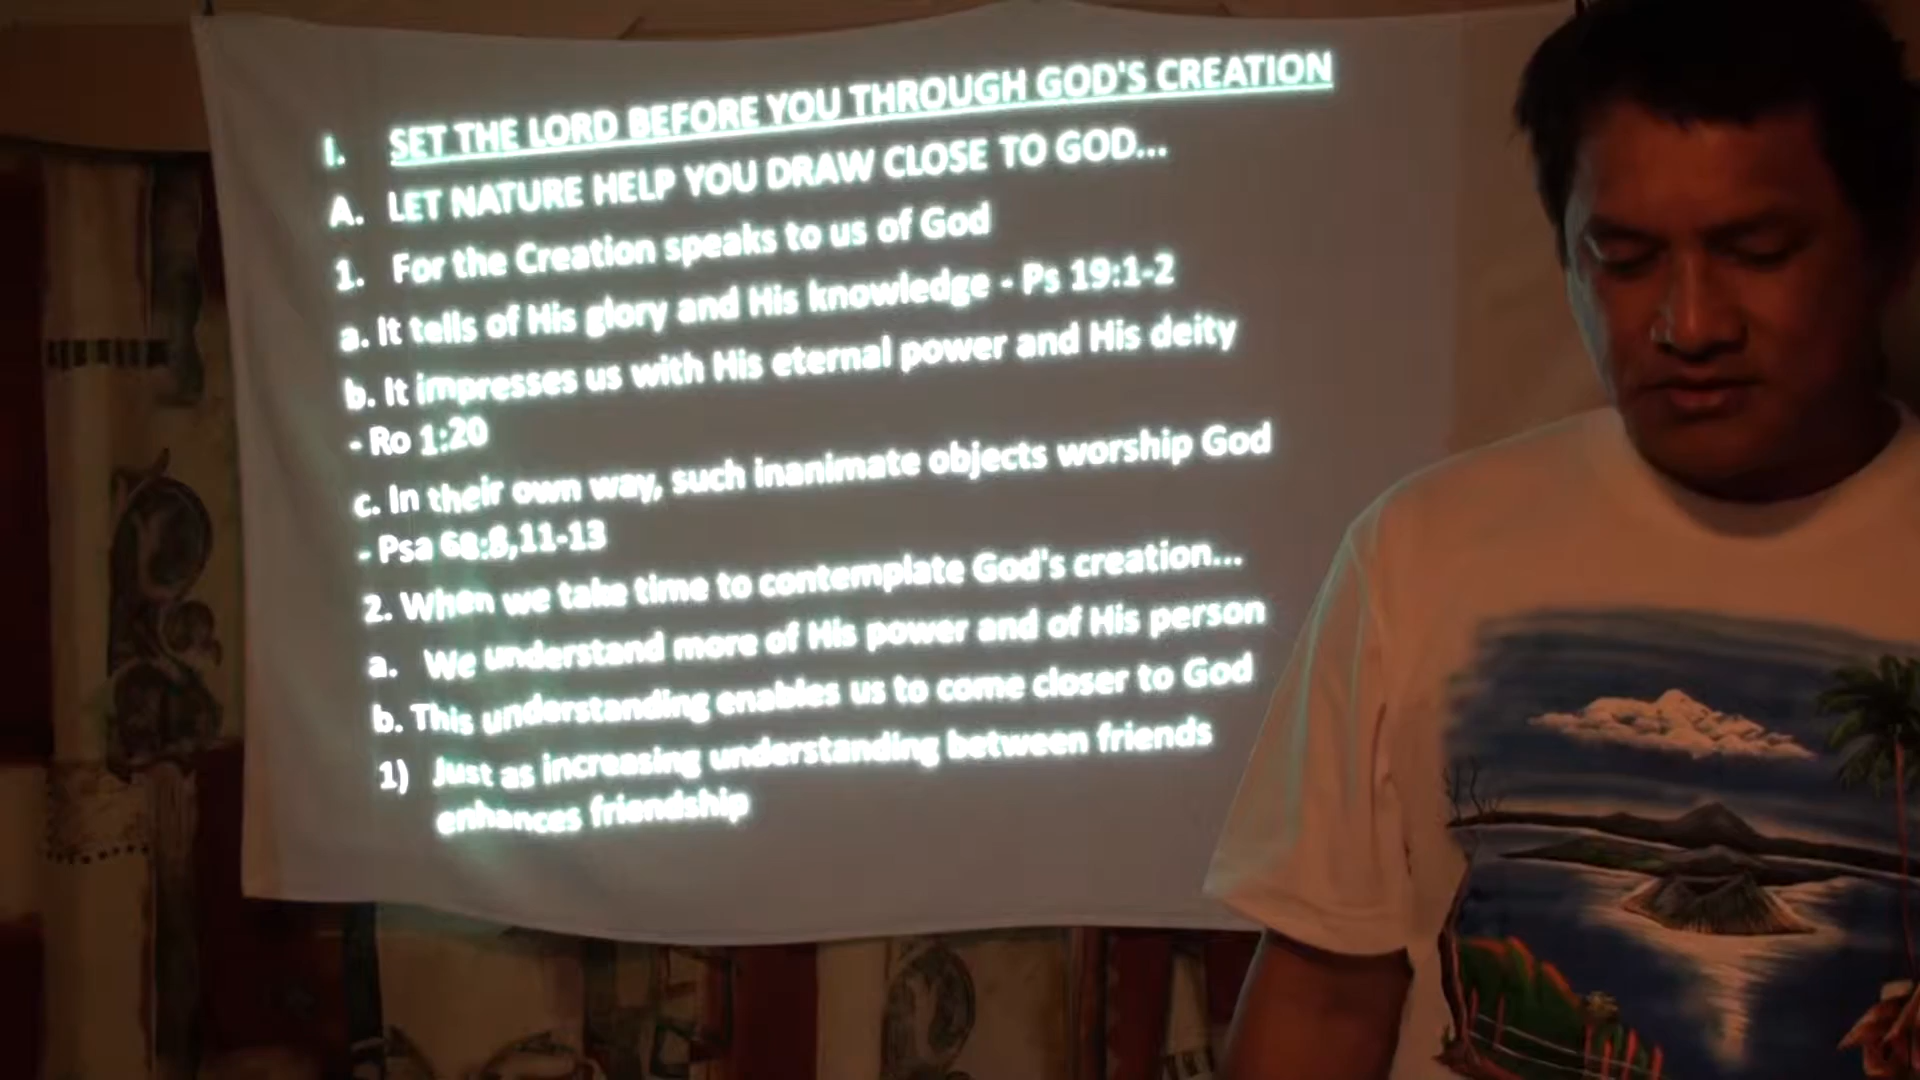 I. SET THE LORD BEFORE YOU THROUGH GOD'S CREATION
A. LET NATURE HELP YOU DRAW CLOSE TO GOD...
1. For the Creation speaks to us of God
a. It tells of His glory and His knowledge - Ps 19:1-2
b. It impresses us with His eternal power and His deity
- Ro 1:20
c. In their own way, such inanimate objects worship God
- Psa 68:8,11-13
2. When we take time to contemplate God's creation...
a. We understand more of His power and of His person
b. This understanding enables us to come closer to God
1) Just as increasing understanding between friends
enhances friendship